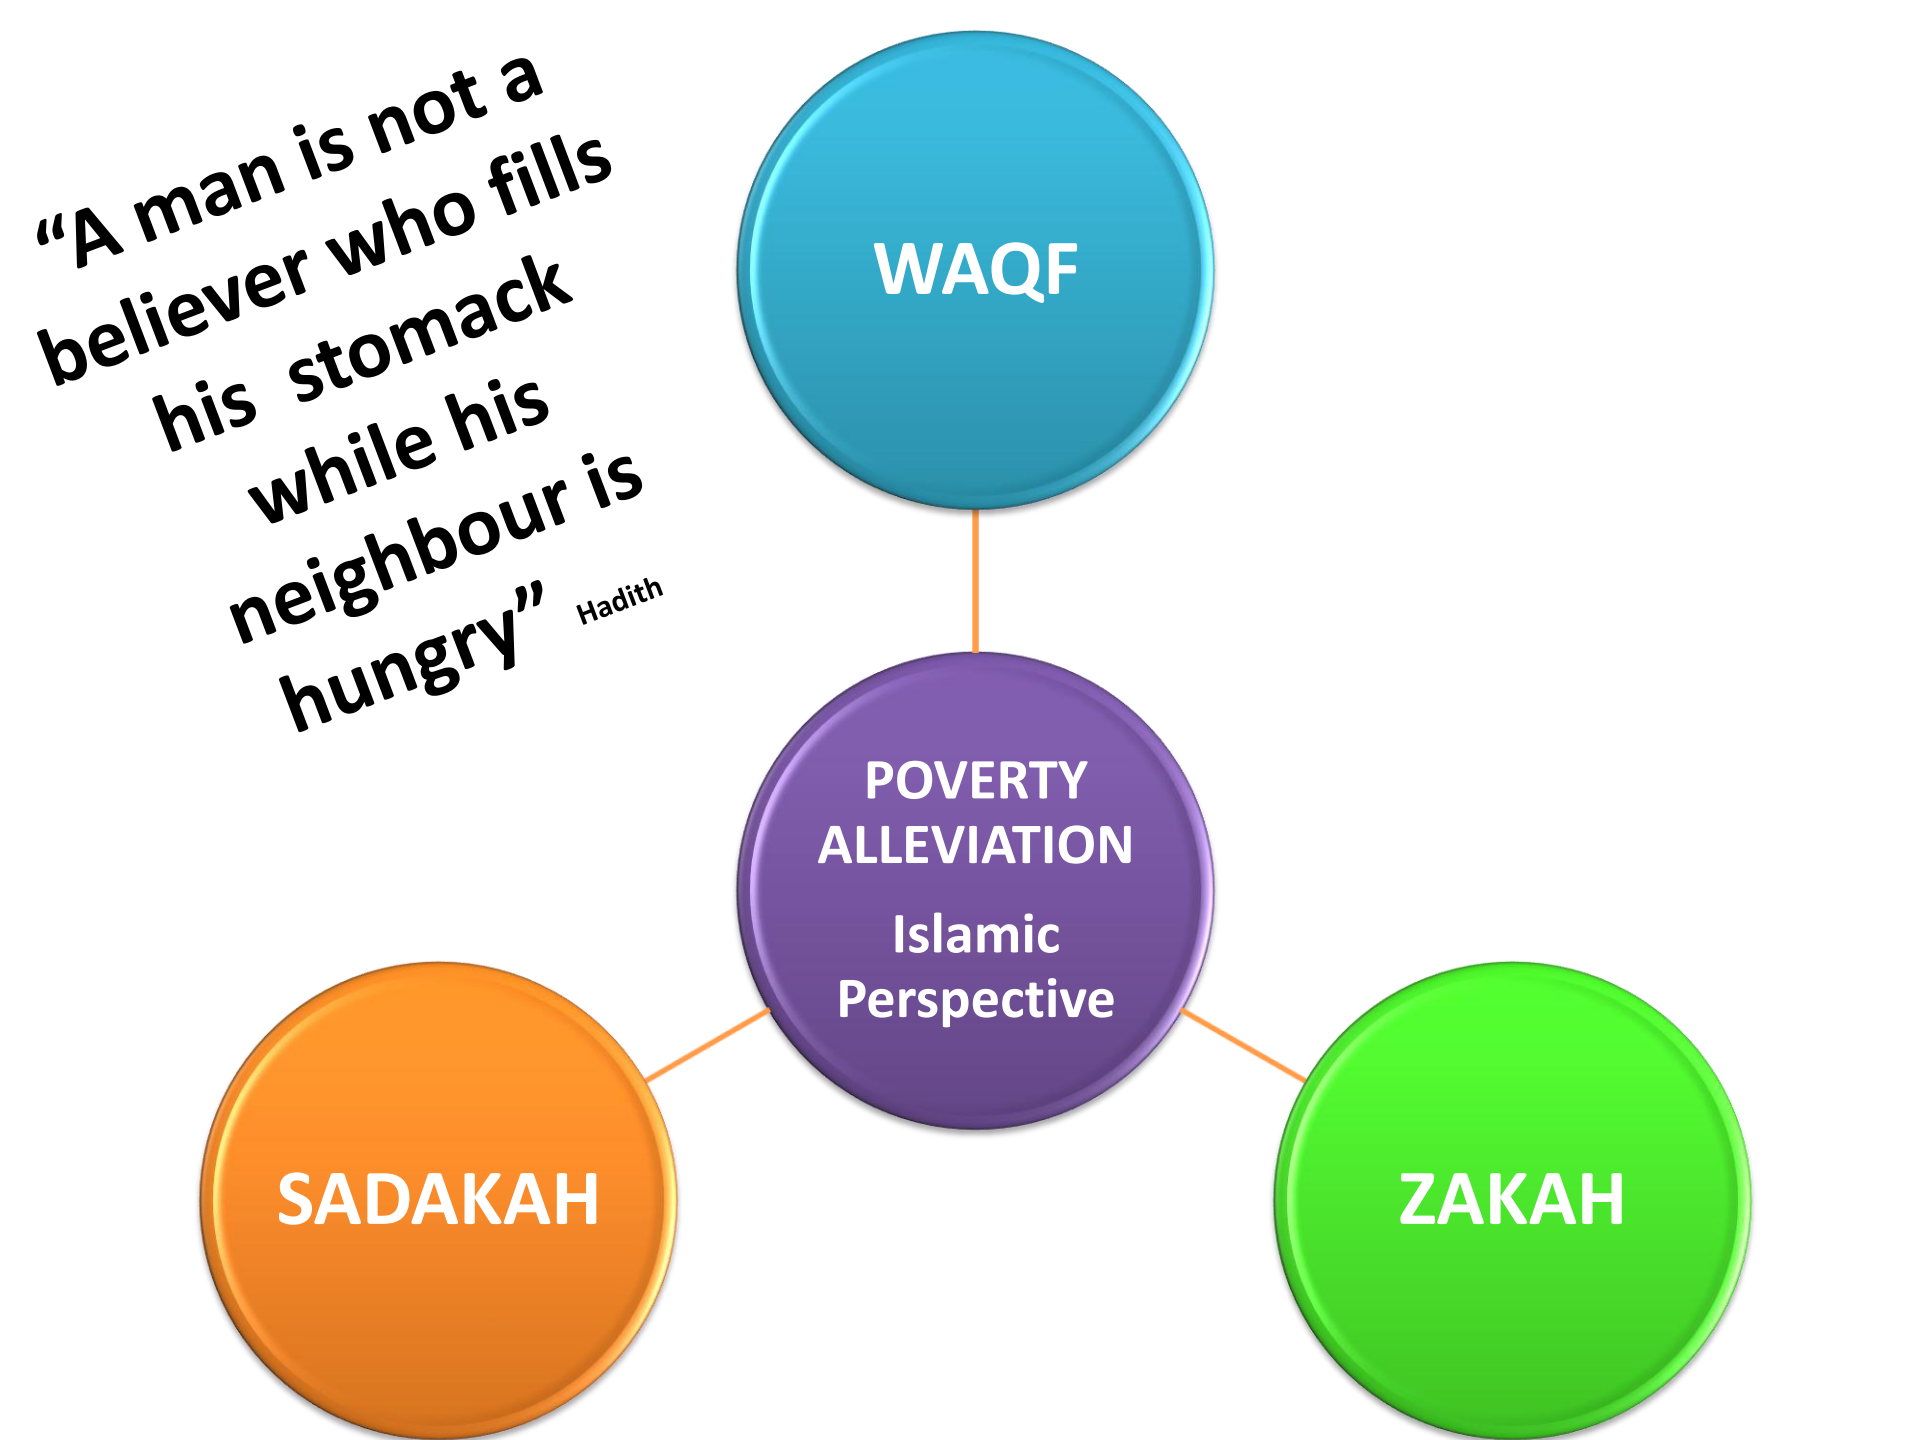 “A man is not a
believer who fills
his  stomack
while his
neighbour is
hungry” Hadith
WAQF
POVERTY
ALLEVIATION
Islamic
Perspective
SADAKAH
ZAKAH